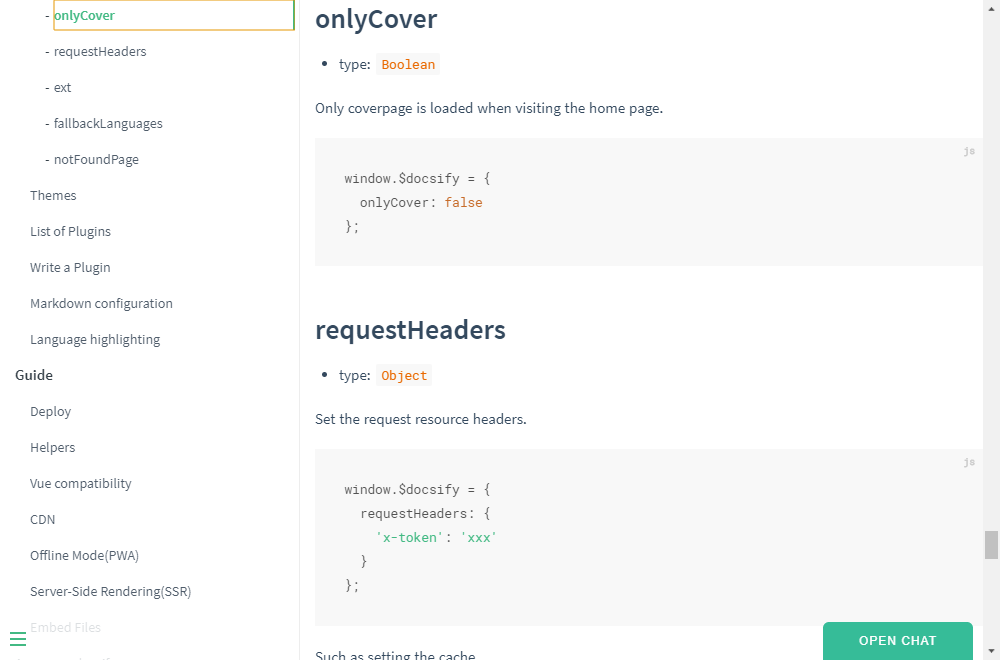 - onlyCover
- requestHeaders
- ext
- fallbackLanguages
- notFoundPage
Themes
List of Plugins
Write a Plugin
Markdown configuration
Language highlighting
Guide
Deploy
Helpers
Vue compatibility
CDN
Offline Mode(PWA)
Server-Side Rendering(SSR)
Embed Files
onlyCover
• type: Boolean
Only coverpage is loaded when visiting the home page.
js
window.$docsify = {
  onlyCover: false
};
requestHeaders
• type: Object
Set the request resource headers.
js
window.$docsify = {
  requestHeaders: {
    'x-token': 'xxx'
  }
};
Such as setting the cache
OPEN CHAT